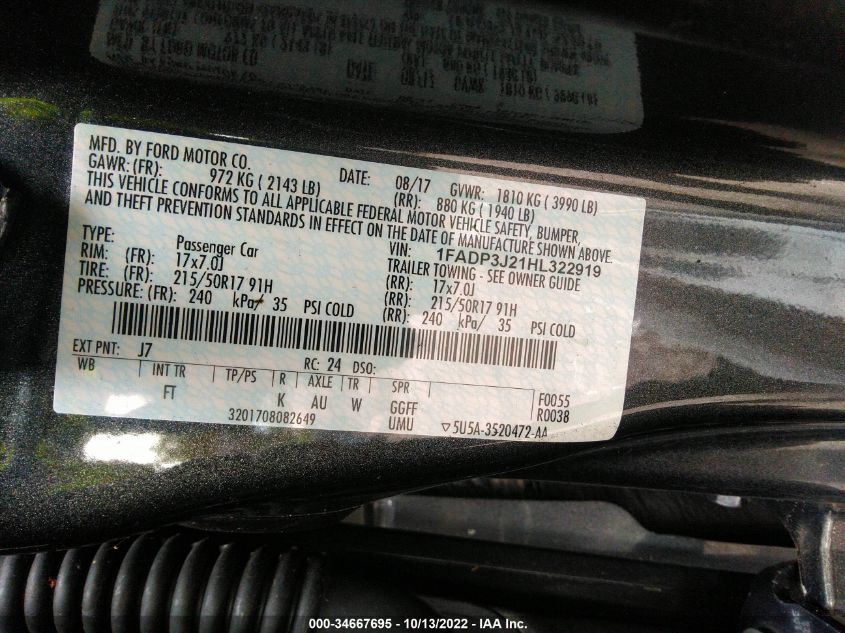 MFD. BY FORD MOTOR CO.
DATE: 08/17 GVWR: 1810 KG ( 3990 LB)
GAWR: (FR): 972 KG ( 2143 LB) (RR): 880 KG ( 1940 LB)
THIS VEHICLE CONFORMS TO ALL APPLICABLE FEDERAL MOTOR VEHICLE SAFETY, BUMPER,
AND THEFT PREVENTION STANDARDS IN EFFECT ON THE DATE OF MANUFACTURE SHOWN ABOVE.
VIN: 1FADP3J21HL322919
TYPE: Passenger Car TRAILER TOWING - SEE OWNER GUIDE
RIM: (FR): 17x7.0J (RR): 17x7.0J
TIRE: (FR): 215/50R17 91H (RR): 215/50R17 91H
PRESSURE: (FR): 240 kPa/ 35 PSI COLD (RR): 240 kPa/ 35 PSI COLD
EXT PNT: J7 RC: 24 DSO:
WB INT TR TP/PS R AXLE TR SPR F0055
FT K AU W GGFF R0038
3201708082649 UMU ▽5U5A-3520472-AA
000-34667695 - 10/13/2022 - IAA Inc.